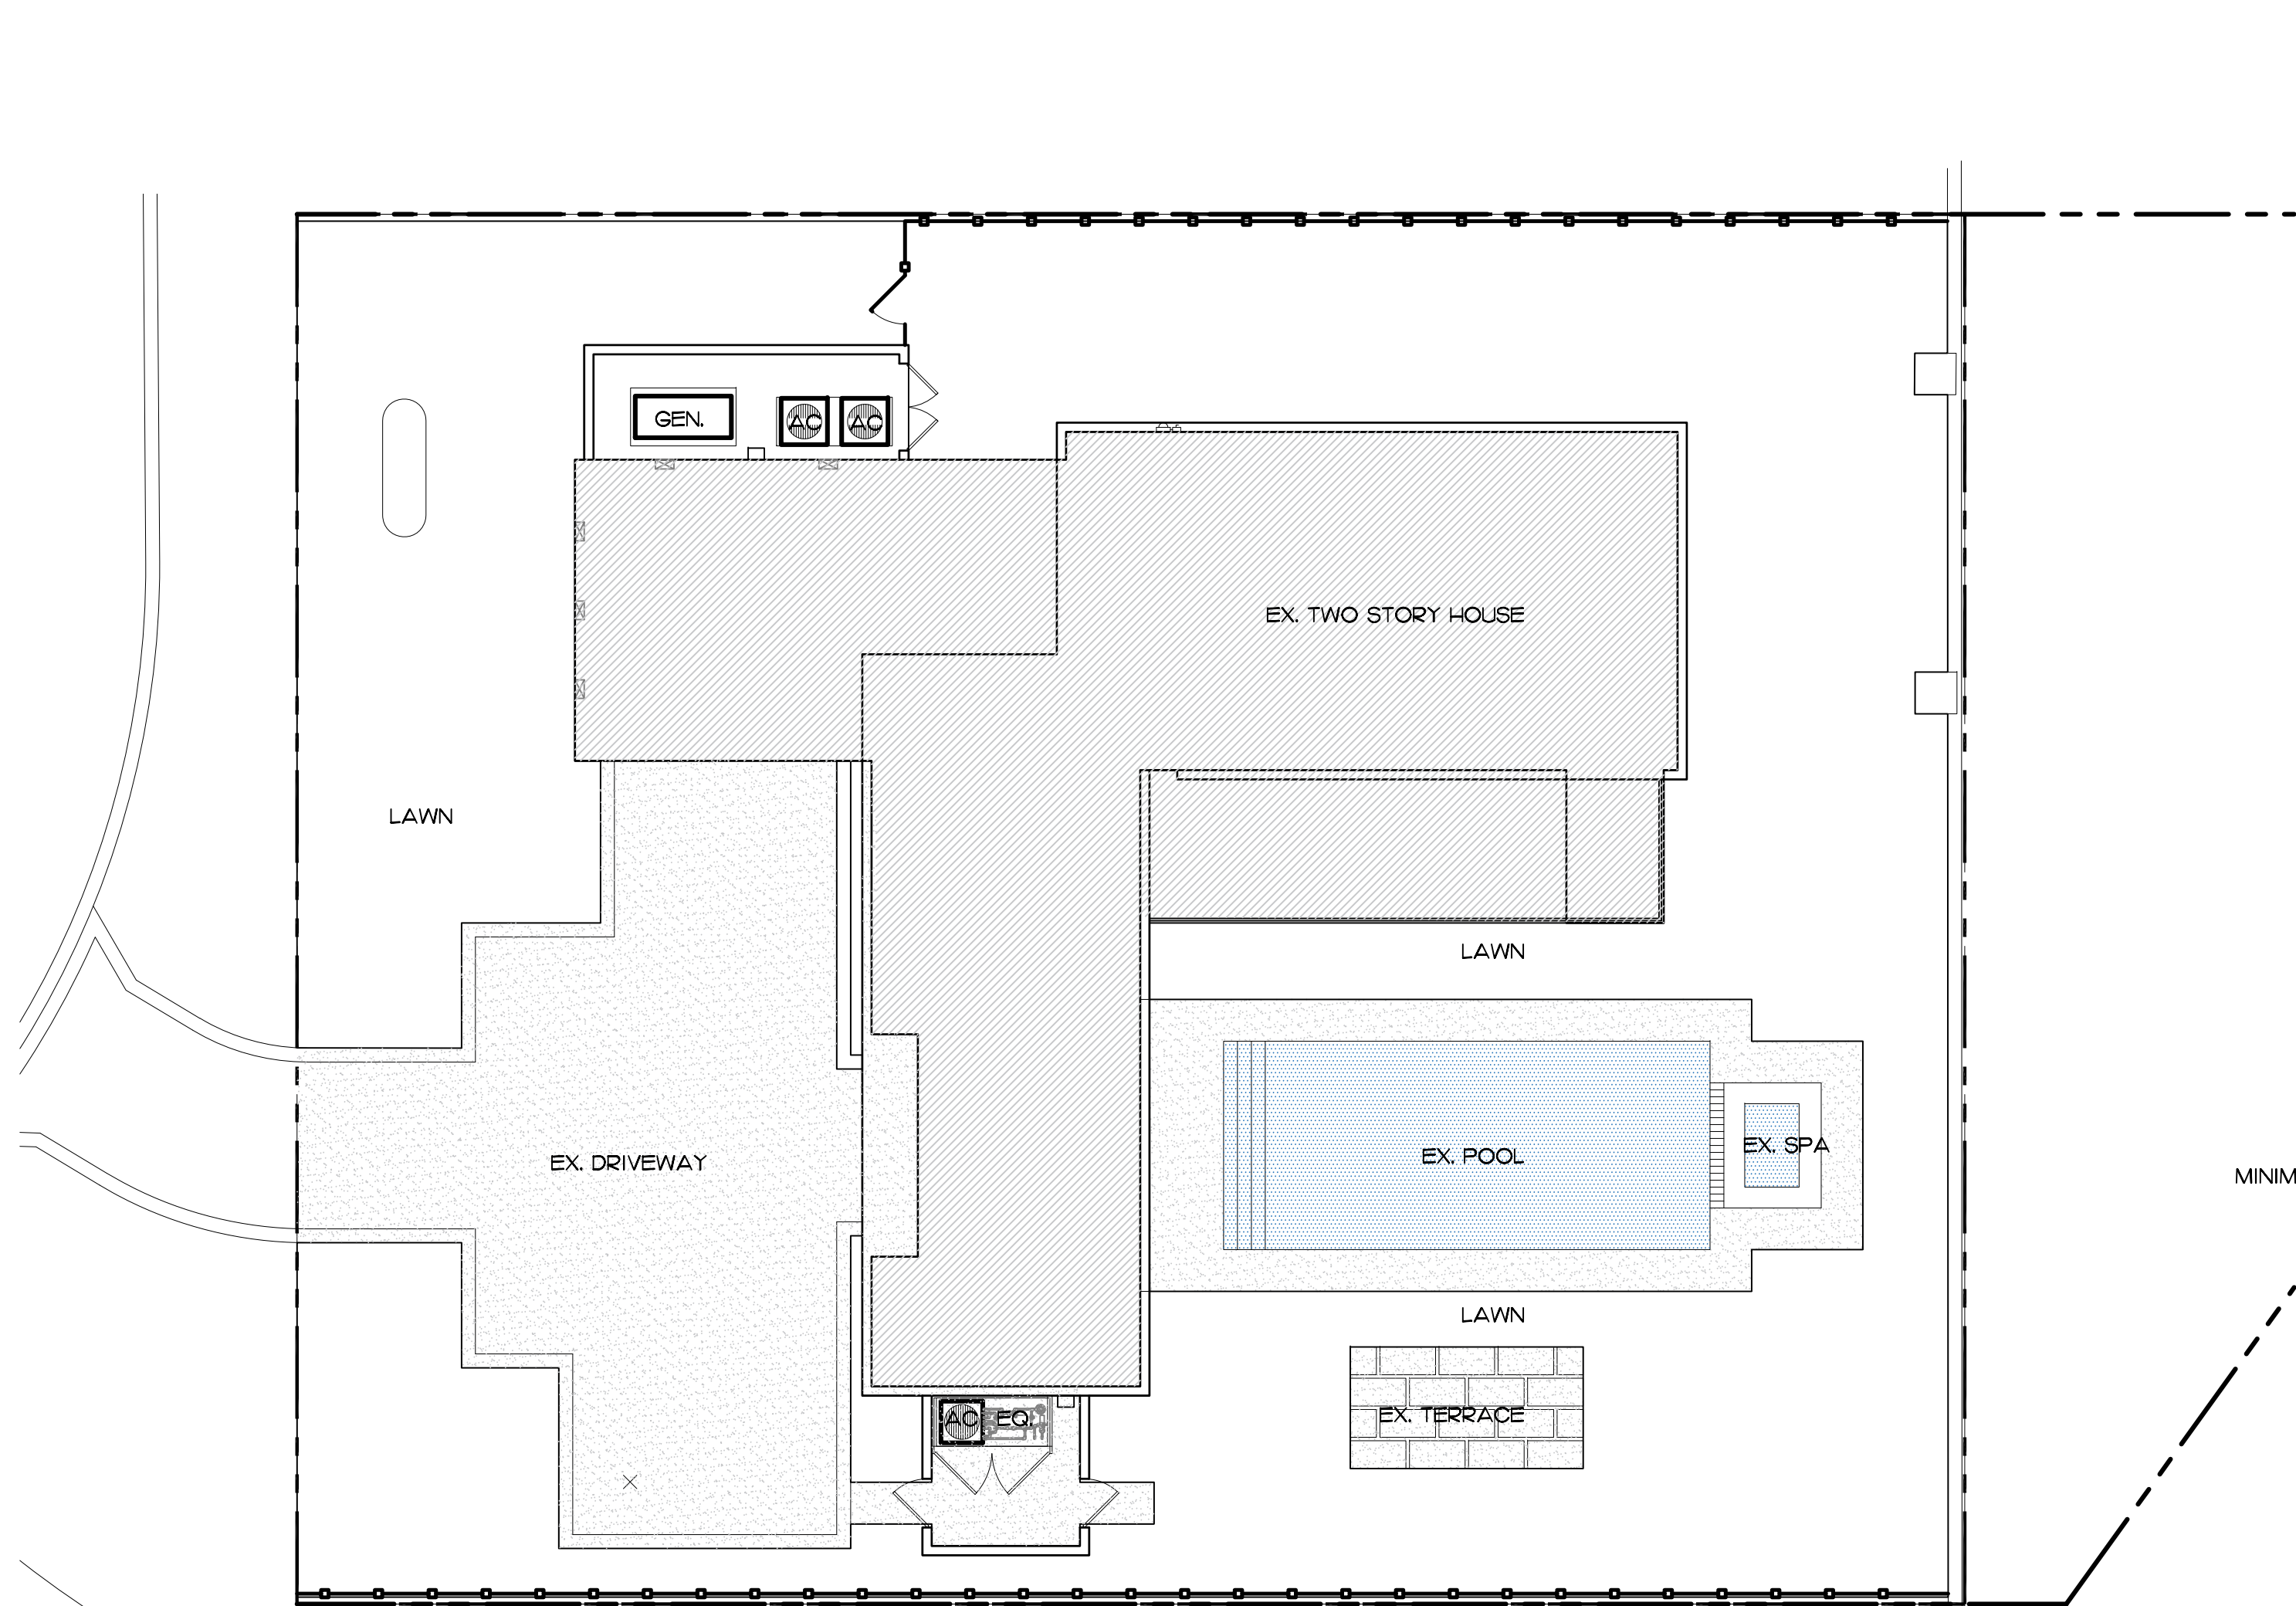 GEN.
AC
AC
EX. TWO STORY HOUSE
LAWN
LAWN
EX. DRIVEWAY
EX. POOL
EX. SPA
MINIM
LAWN
EX. TERRACE
AC
EQ.